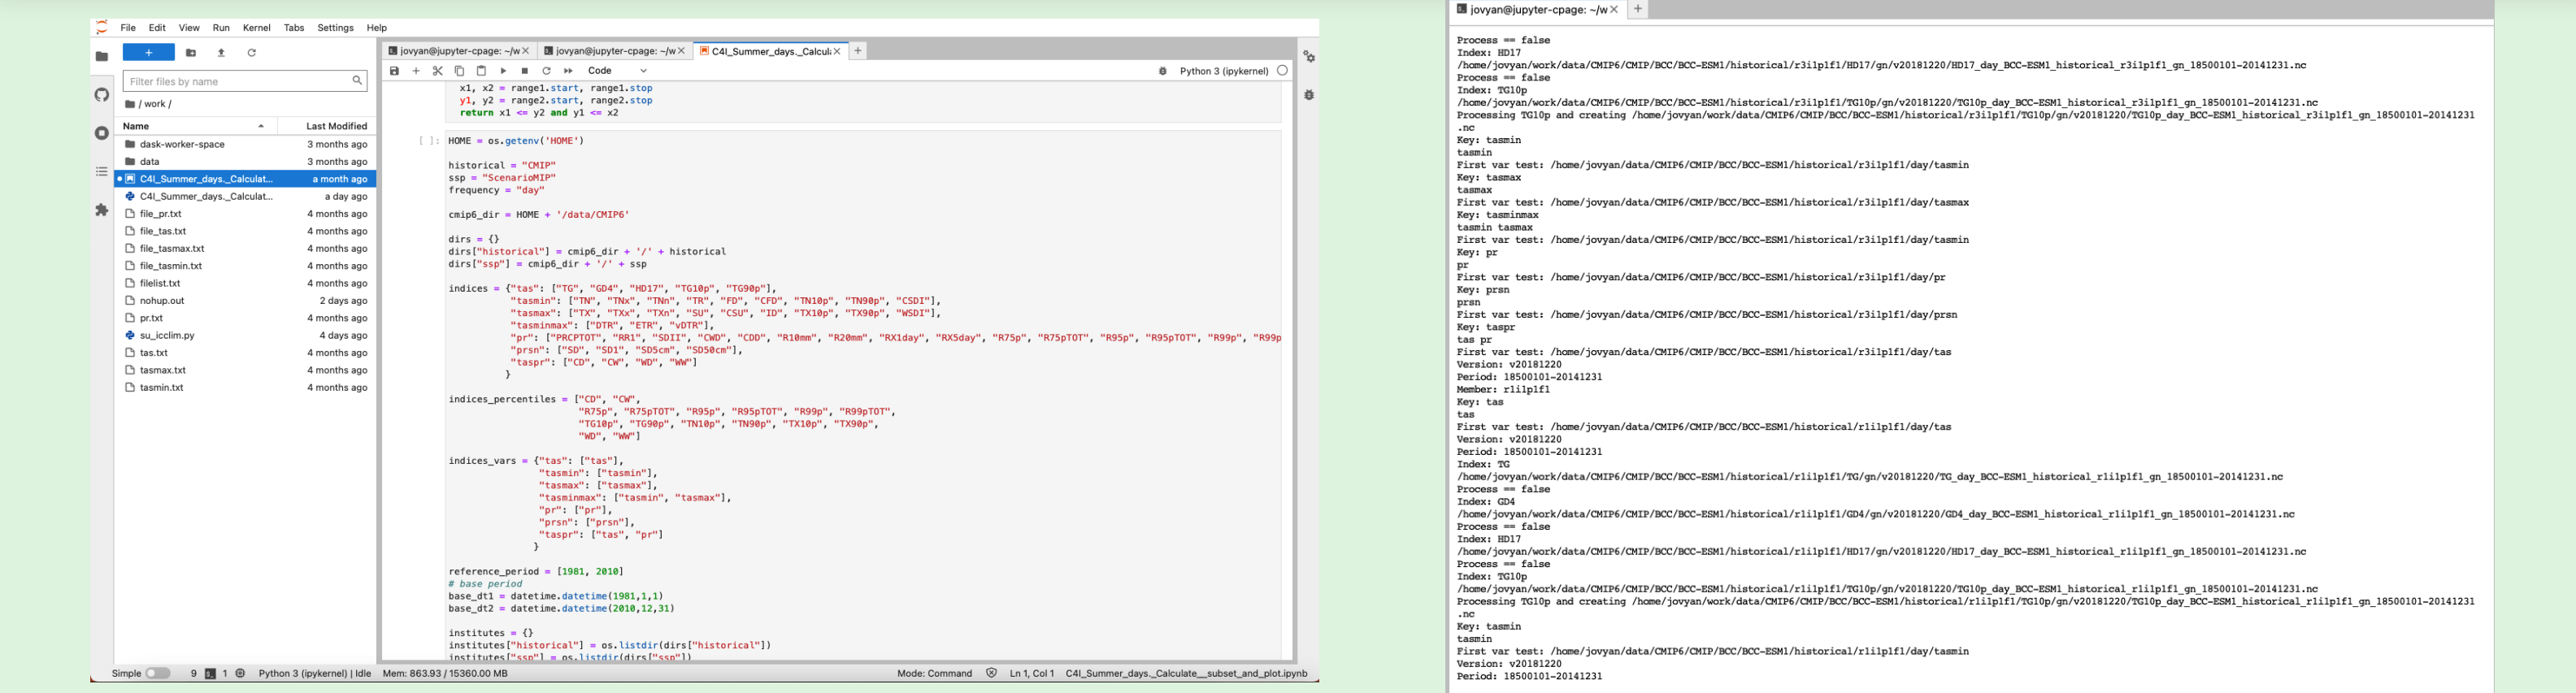 File Edit View Run Kernel Tabs Settings Help
+
Filter files by name
/ work /
Name Last Modified
dask-worker-space 3 months ago
data 3 months ago
C4I_Summer_days._Calculat... a month ago
C4I_Summer_days._Calculat... a day ago
file_pr.txt 4 months ago
file_tas.txt 4 months ago
file_tasmax.txt 4 months ago
file_tasmin.txt 4 months ago
filelist.txt 4 months ago
nohup.out 2 days ago
pr.txt 4 months ago
su_icclim.py 4 days ago
tas.txt 4 months ago
tasmax.txt 4 months ago
tasmin.txt 4 months ago
jovyan@jupyter-cpage: ~/w × jovyan@jupyter-cpage: ~/w × C4I_Summer_days._Calcul × +
Code Python 3 (ipykernel)
x1, x2 = range1.start, range1.stop
y1, y2 = range2.start, range2.stop
return x1 <= y2 and y1 <= x2
[ ]: HOME = os.getenv('HOME')
historical = "CMIP"
ssp = "ScenarioMIP"
frequency = "day"
cmip6_dir = HOME + '/data/CMIP6'
dirs = {}
dirs["historical"] = cmip6_dir + '/' + historical
dirs["ssp"] = cmip6_dir + '/' + ssp
indices = {"tas": ["TG", "GD4", "HD17", "TG10p", "TG90p"],
"tasmin": ["TN", "TNx", "TNn", "TR", "FD", "CFD", "TN10p", "TN90p", "CSDI"],
"tasmax": ["TX", "TXx", "TXn", "SU", "CSU", "ID", "TX10p", "TX90p", "WSDI"],
"tasminmax": ["DTR", "ETR", "vDTR"],
"pr": ["PRCPTOT", "RR1", "SDII", "CWD", "CDD", "R10mm", "R20mm", "RX1day", "RX5day", "R75p", "R75pTOT", "R95p", "R95pTOT", "R99p", "R99p
"prsn": ["SD", "SD1", "SD5cm", "SD50cm"],
"taspr": ["CD", "CW", "WD", "WW"]
}
indices_percentiles = ["CD", "CW",
"R75p", "R75pTOT", "R95p", "R95pTOT", "R99p", "R99pTOT",
"TG10p", "TG90p", "TN10p", "TN90p", "TX10p", "TX90p",
"WD", "WW"]
indices_vars = {"tas": ["tas"],
"tasmin": ["tasmin"],
"tasmax": ["tasmax"],
"tasminmax": ["tasmin", "tasmax"],
"pr": ["pr"],
"prsn": ["prsn"],
"taspr": ["tas", "pr"]
}
reference_period = [1981, 2010]
# base period
base_dt1 = datetime.datetime(1981,1,1)
base_dt2 = datetime.datetime(2010,12,31)
institutes = {}
institutes["historical"] = os.listdir(dirs["historical"])
institutes["ssp"] = os.listdir(dirs["ssp"])
Simple 9 1 Python 3 (ipykernel) | Idle Mem: 863.93 / 15360.00 MB Mode: Command Ln 1, Col 1 C4I_Summer_days._Calculate__subset_and_plot.ipynb
jovyan@jupyter-cpage: ~/w × +
Process == false
Index: HD17
/home/jovyan/work/data/CMIP6/CMIP/BCC/BCC-ESM1/historical/r3i1p1f1/HD17/gn/v20181220/HD17_day_BCC-ESM1_historical_r3i1p1f1_gn_18500101-20141231.nc
Process == false
Index: TG10p
/home/jovyan/work/data/CMIP6/CMIP/BCC/BCC-ESM1/historical/r3i1p1f1/TG10p/gn/v20181220/TG10p_day_BCC-ESM1_historical_r3i1p1f1_gn_18500101-20141231.nc
Processing TG10p and creating /home/jovyan/work/data/CMIP6/CMIP/BCC/BCC-ESM1/historical/r3i1p1f1/TG10p/gn/v20181220/TG10p_day_BCC-ESM1_historical_r3i1p1f1_gn_18500101-20141231
.nc
Key: tasmin
tasmin
First var test: /home/jovyan/data/CMIP6/CMIP/BCC/BCC-ESM1/historical/r3i1p1f1/day/tasmin
Key: tasmax
tasmax
First var test: /home/jovyan/data/CMIP6/CMIP/BCC/BCC-ESM1/historical/r3i1p1f1/day/tasmax
Key: tasminmax
tasmin tasmax
First var test: /home/jovyan/data/CMIP6/CMIP/BCC/BCC-ESM1/historical/r3i1p1f1/day/tasmin
Key: pr
pr
First var test: /home/jovyan/data/CMIP6/CMIP/BCC/BCC-ESM1/historical/r3i1p1f1/day/pr
Key: prsn
prsn
First var test: /home/jovyan/data/CMIP6/CMIP/BCC/BCC-ESM1/historical/r3i1p1f1/day/prsn
Key: taspr
tas pr
First var test: /home/jovyan/data/CMIP6/CMIP/BCC/BCC-ESM1/historical/r3i1p1f1/day/tas
Version: v20181220
Period: 18500101-20141231
Member: r1i1p1f1
Key: tas
tas
First var test: /home/jovyan/data/CMIP6/CMIP/BCC/BCC-ESM1/historical/r1i1p1f1/day/tas
Version: v20181220
Period: 18500101-20141231
Index: TG
/home/jovyan/work/data/CMIP6/CMIP/BCC/BCC-ESM1/historical/r1i1p1f1/TG/gn/v20181220/TG_day_BCC-ESM1_historical_r1i1p1f1_gn_18500101-20141231.nc
Process == false
Index: GD4
/home/jovyan/work/data/CMIP6/CMIP/BCC/BCC-ESM1/historical/r1i1p1f1/GD4/gn/v20181220/GD4_day_BCC-ESM1_historical_r1i1p1f1_gn_18500101-20141231.nc
Process == false
Index: HD17
/home/jovyan/work/data/CMIP6/CMIP/BCC/BCC-ESM1/historical/r1i1p1f1/HD17/gn/v20181220/HD17_day_BCC-ESM1_historical_r1i1p1f1_gn_18500101-20141231.nc
Process == false
Index: TG10p
/home/jovyan/work/data/CMIP6/CMIP/BCC/BCC-ESM1/historical/r1i1p1f1/TG10p/gn/v20181220/TG10p_day_BCC-ESM1_historical_r1i1p1f1_gn_18500101-20141231.nc
Processing TG10p and creating /home/jovyan/work/data/CMIP6/CMIP/BCC/BCC-ESM1/historical/r1i1p1f1/TG10p/gn/v20181220/TG10p_day_BCC-ESM1_historical_r1i1p1f1_gn_18500101-20141231
.nc
Key: tasmin
tasmin
First var test: /home/jovyan/data/CMIP6/CMIP/BCC/BCC-ESM1/historical/r1i1p1f1/day/tasmin
Version: v20181220
Period: 18500101-20141231